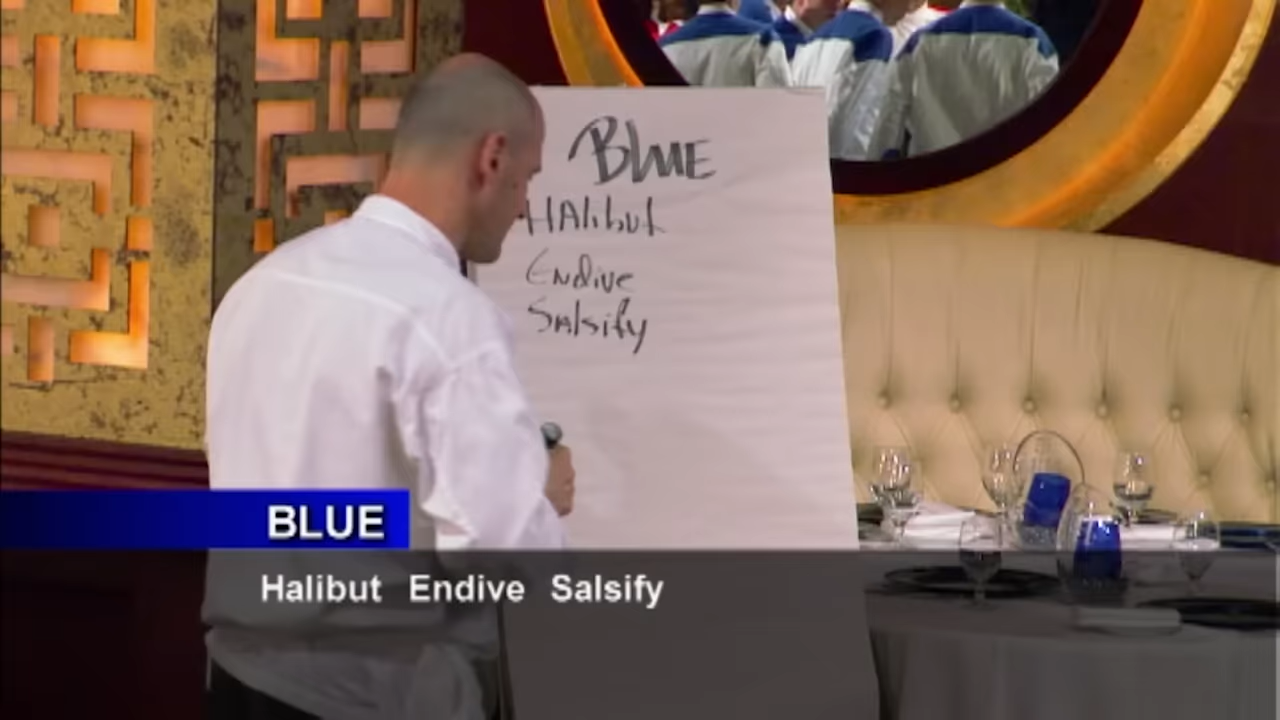 BLUE
HAlibut
Endive
Salsify
BLUE
Halibut Endive Salsify